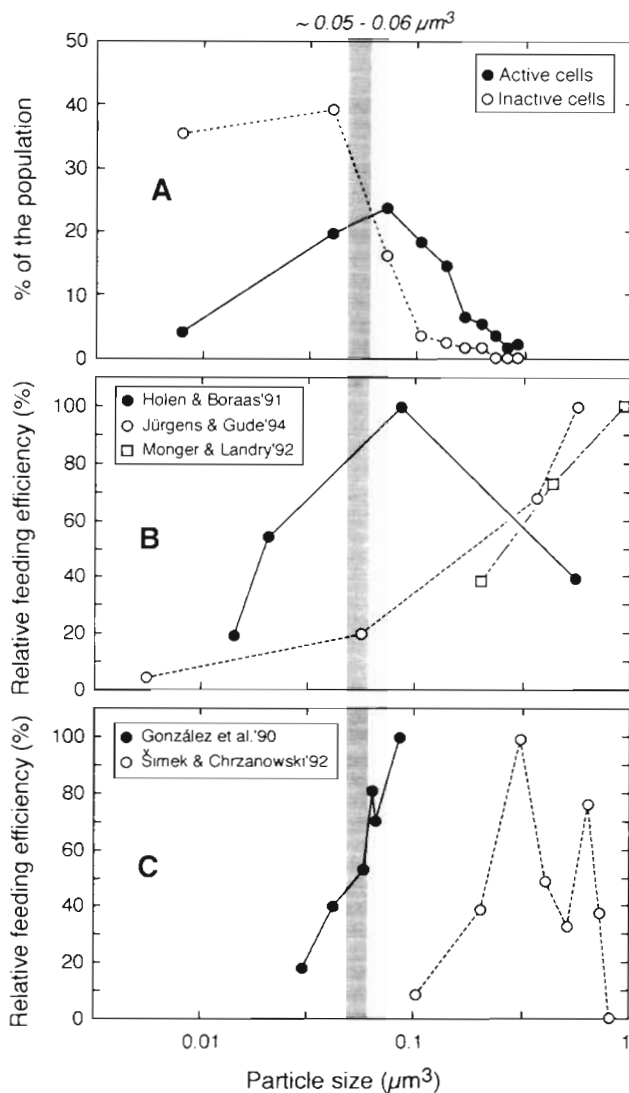 ~ 0.05 - 0.06 µm³
50
40
30
20
10
0
% of the population
A
Active cells
Inactive cells
100
80
60
40
20
0
Relative feeding efficiency (%)
B
Holen & Boraas'91
Jürgens & Gude'94
Monger & Landry'92
100
80
60
40
20
0
Relative feeding efficiency (%)
C
González et al.'90
Šimek & Chrzanowski'92
0.01
0.1
1
Particle size (µm³)